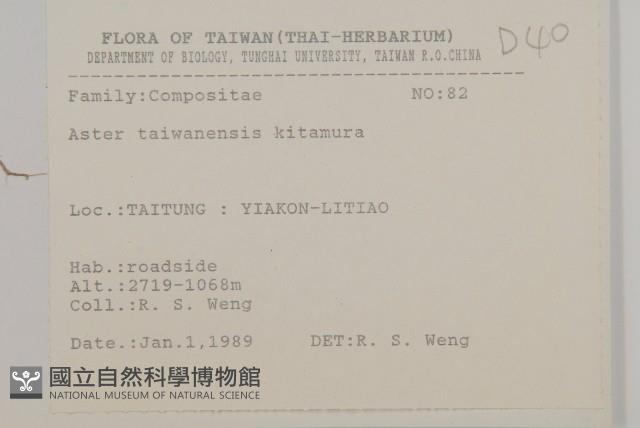 FLORA OF TAIWAN(THAI-HERBARIUM)
D40
DEPARTMENT OF BIOLOGY, TUNGHAI UNIVERSITY, TAIWAN R.O.CHINA
Family:Compositae NO:82
Aster taiwanensis kitamura
Loc.:TAITUNG : YIAKON-LITIAO
Hab.:roadside
Alt.:2719-1068m
Coll.:R. S. Weng
Date.:Jan.1,1989 DET:R. S. Weng
國立自然科學博物館
NATIONAL MUSEUM OF NATURAL SCIENCE